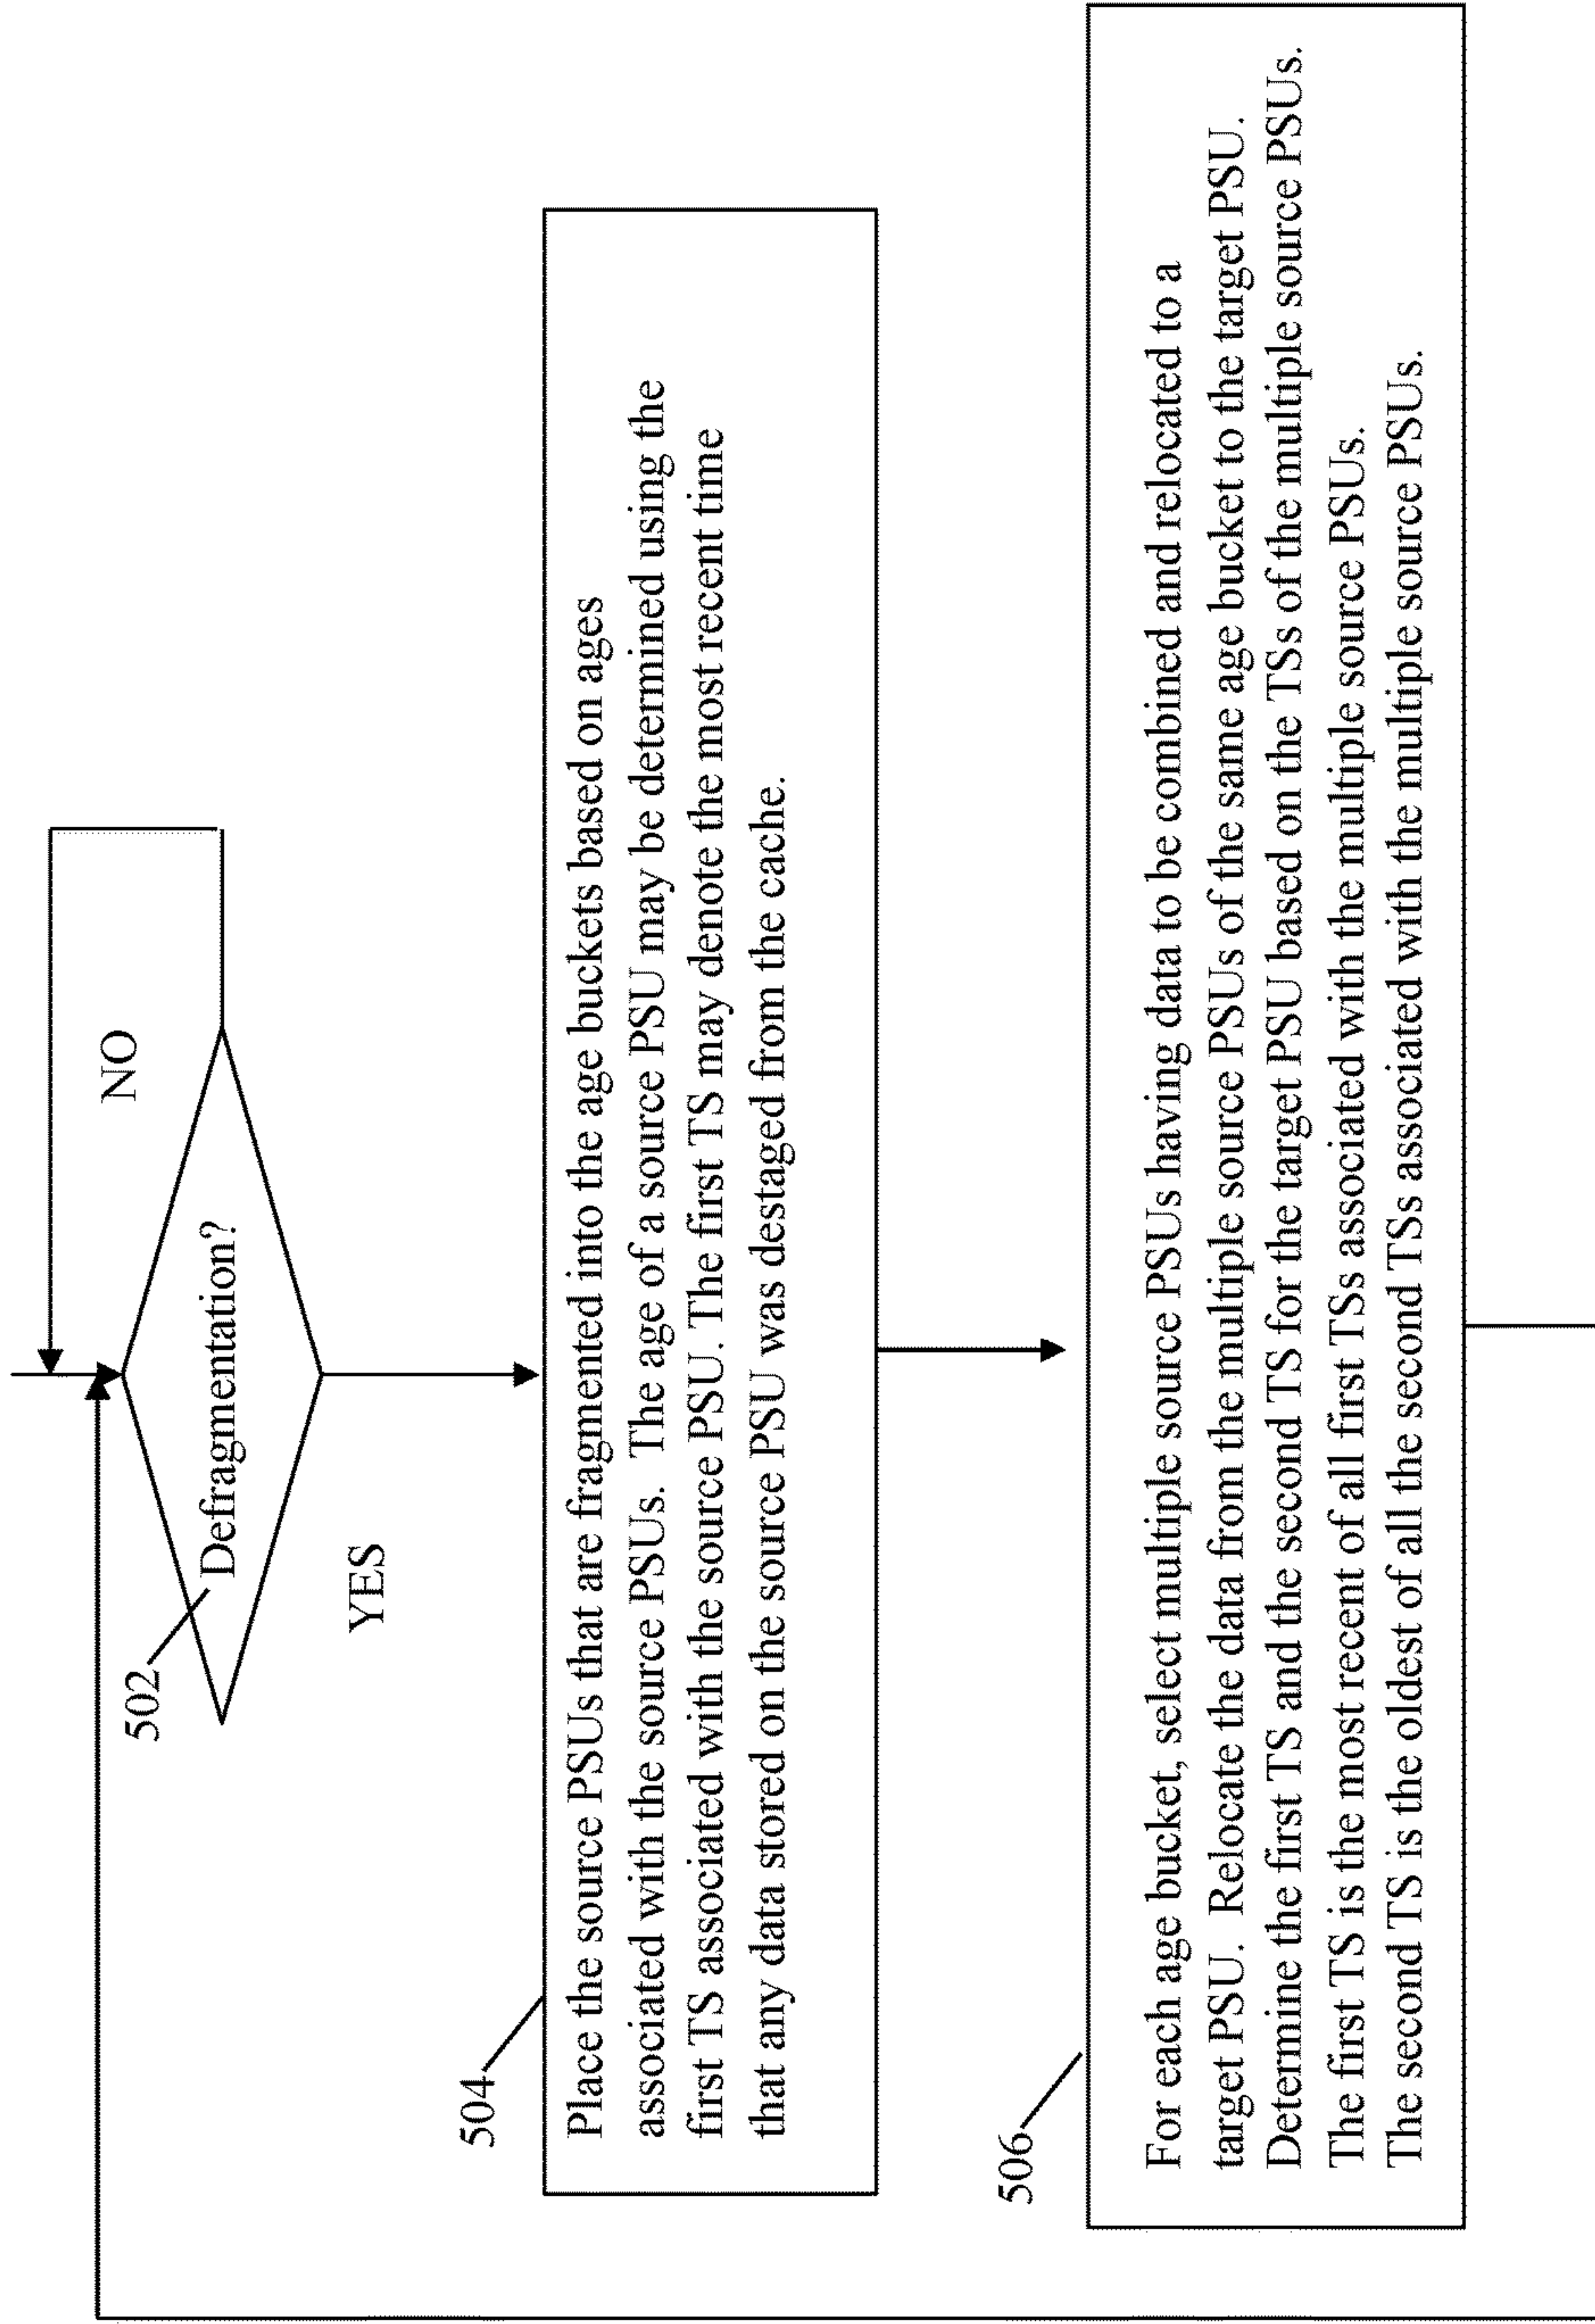 502
Defragmentation?
NO
YES
504
Place the source PSUs that are fragmented into the age buckets based on ages
associated with the source PSUs. The age of a source PSU may be determined using the
first TS associated with the source PSU. The first TS may denote the most recent time
that any data stored on the source PSU was destaged from the cache.
506
For each age bucket, select multiple source PSUs having data to be combined and relocated to a
target PSU. Relocate the data from the multiple source PSUs of the same age bucket to the target PSU.
Determine the first TS and the second TS for the target PSU based on the TSs of the multiple source PSUs.
The first TS is the most recent of all first TSs associated with the multiple source PSUs.
The second TS is the oldest of all the second TSs associated with the multiple source PSUs.